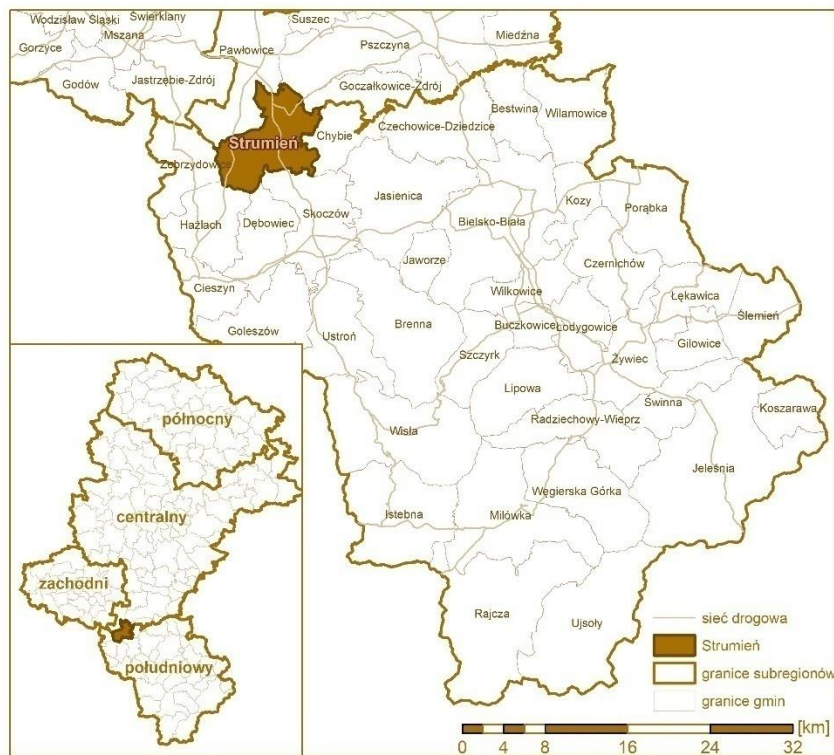 Wodzisław Śląski
Świerklany
Mszana
Gorzyce
Godów
Jastrzębie-Zdrój
Suszec
Pawłowice
Pszczyna
Miedźna
Goczałkowice-Zdrój
Strumień
Chybie
Zebrzydowice
Czechowice-Dziedzice
Bestwina
Wilamowice
Jasienica
Hażlach
Dębowiec
Skoczów
Bielsko-Biała
Kozy
Porąbka
Jaworze
Czernichów
Cieszyn
Wilkowice
Łękawica
Goleszów
Ustroń
Brenna
Buczkowice
Łodygowice
Ślemień
Gilowice
Szczyrk
Żywiec
Lipowa
Świnna
Koszarawa
Wisła
Radziechowy-Wieprz
Jeleśnia
Węgierska Górka
Istebna
Milówka
Rajcza
Ujsoły
północny
centralny
zachodni
południowy
sieć drogowa
Strumień
granice subregionów
granice gmin
[km]
0 4 8 16 24 32